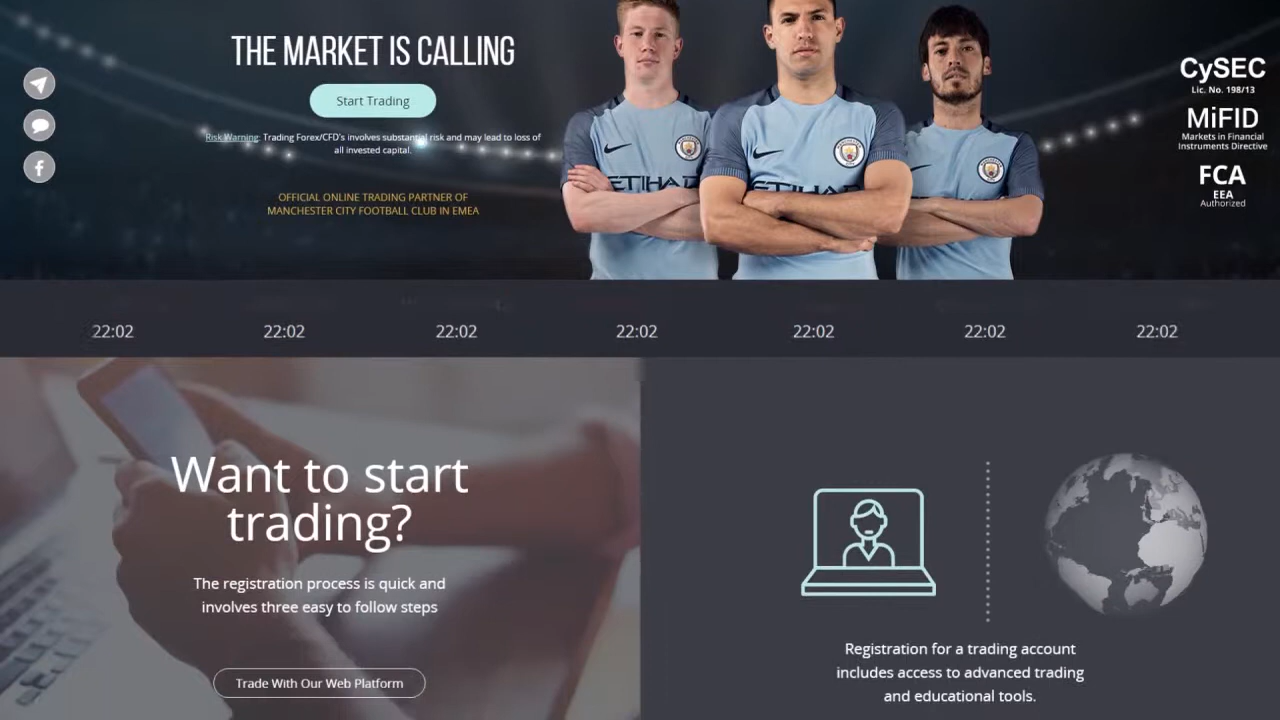 THE MARKET IS CALLING
Start Trading
Risk Warning: Trading Forex/CFD's involves substantial risk and may lead to loss of
all invested capital.
OFFICIAL ONLINE TRADING PARTNER OF
MANCHESTER CITY FOOTBALL CLUB IN EMEA
ETIHAD
ETIHAD
CySEC
Lic. No. 198/13
MiFID
Markets in Financial
Instruments Directive
FCA
EEA
Authorized
22:02 22:02 22:02 22:02 22:02 22:02 22:02
Want to start
trading?
The registration process is quick and
involves three easy to follow steps
Trade With Our Web Platform
Registration for a trading account
includes access to advanced trading
and educational tools.